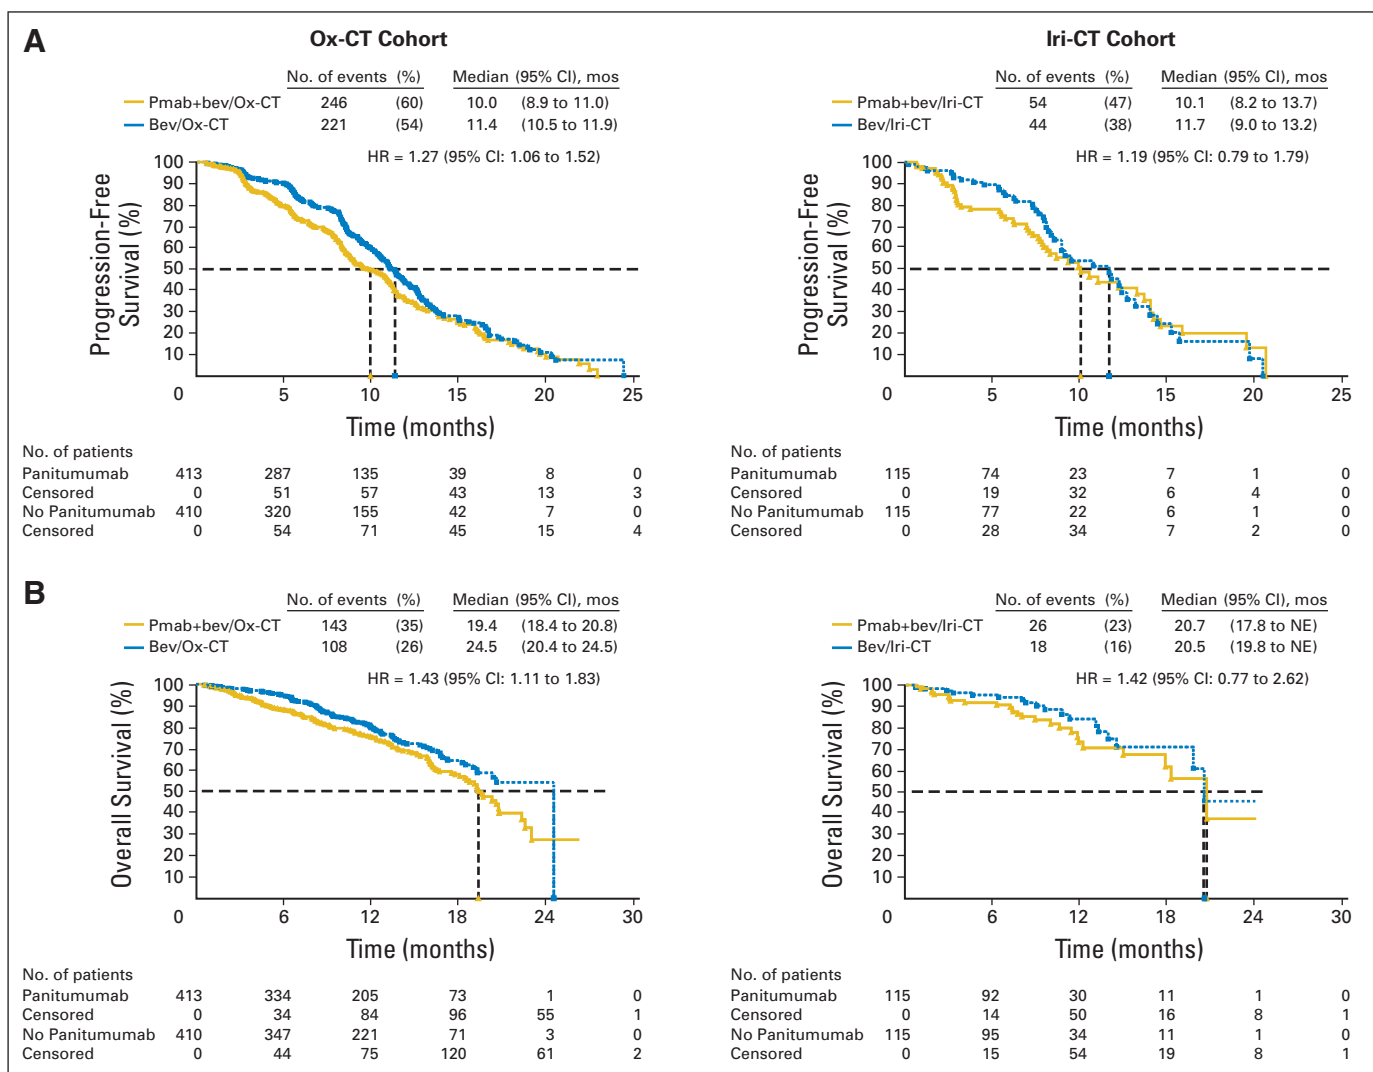 A
Ox-CT Cohort
No. of events (%) Median (95% CI), mos
Pmab+bev/Ox-CT 246 (60) 10.0 (8.9 to 11.0)
Bev/Ox-CT 221 (54) 11.4 (10.5 to 11.9)
HR = 1.27 (95% CI: 1.06 to 1.52)
Progression-Free
Survival (%)
100
90
80
70
60
50
40
30
20
10
0 5 10 15 20 25
Time (months)
No. of patients
Panitumumab 413 287 135 39 8 0
Censored 0 51 57 43 13 3
No Panitumumab 410 320 155 42 7 0
Censored 0 54 71 45 15 4
Iri-CT Cohort
No. of events (%) Median (95% CI), mos
Pmab+bev/Iri-CT 54 (47) 10.1 (8.2 to 13.7)
Bev/Iri-CT 44 (38) 11.7 (9.0 to 13.2)
HR = 1.19 (95% CI: 0.79 to 1.79)
Progression-Free
Survival (%)
100
90
80
70
60
50
40
30
20
10
0 5 10 15 20 25
Time (months)
No. of patients
Panitumumab 115 74 23 7 1 0
Censored 0 19 32 6 4 0
No Panitumumab 115 77 22 6 1 0
Censored 0 28 34 7 2 0
B
No. of events (%) Median (95% CI), mos
Pmab+bev/Ox-CT 143 (35) 19.4 (18.4 to 20.8)
Bev/Ox-CT 108 (26) 24.5 (20.4 to 24.5)
HR = 1.43 (95% CI: 1.11 to 1.83)
Overall Survival (%)
100
90
80
70
60
50
40
30
20
10
0 6 12 18 24 30
Time (months)
No. of patients
Panitumumab 413 334 205 73 1 0
Censored 0 34 84 96 55 1
No Panitumumab 410 347 221 71 3 0
Censored 0 44 75 120 61 2
No. of events (%) Median (95% CI), mos
Pmab+bev/Iri-CT 26 (23) 20.7 (17.8 to NE)
Bev/Iri-CT 18 (16) 20.5 (19.8 to NE)
HR = 1.42 (95% CI: 0.77 to 2.62)
Overall Survival (%)
100
90
80
70
60
50
40
30
20
10
0 6 12 18 24 30
Time (months)
No. of patients
Panitumumab 115 92 30 11 1 0
Censored 0 14 50 16 8 1
No Panitumumab 115 95 34 11 1 0
Censored 0 15 54 19 8 1